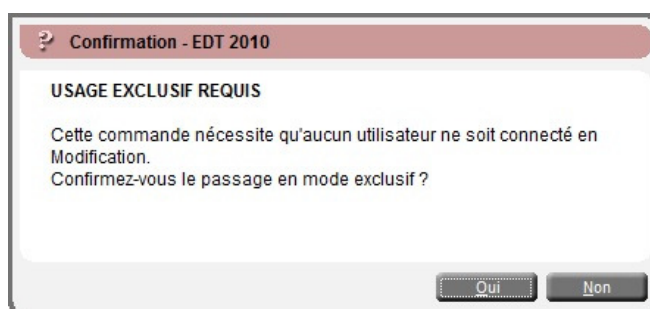 Confirmation - EDT 2010
USAGE EXCLUSIF REQUIS
Cette commande nécessite qu'aucun utilisateur ne soit connecté en
Modification.
Confirmez-vous le passage en mode exclusif ?
Oui Non